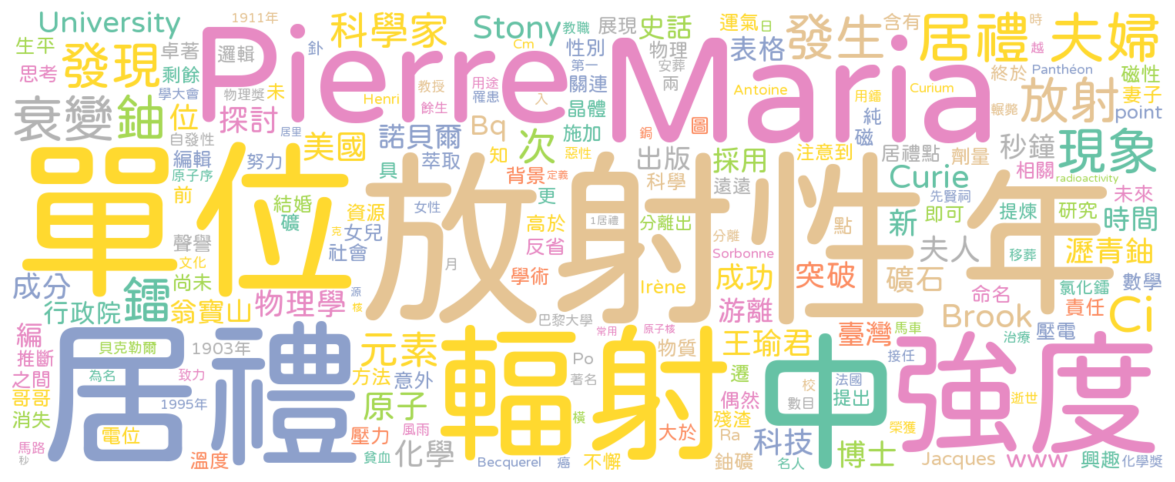 University 1911年 科學家 Stony 教職 展現 史話 運氣 日 含有 時
生平 發現 卓著 邏輯 Pierre Maria 釙 Cm 性別 物理 表格 發生 居禮 夫婦
思考 剩餘 教授 第一 安葬 越
學大會 物理獎 未 Henri 餘生 用途 罹患 關連 兩 Antoine 用鐳 終於 Panthéon 磁性
衰變 鈾 位 探討 晶體 入 鍋 圖 純 Curium 輾斃 放射 妻子
自發性 居里 諾貝爾 Bq 次 施加 磁 point
編輯 努力 美國 萃取 知 惡性 出版 採用 注意到 居禮點 劑量 秒鐘 現象
原子序 具 背景 定義 科學 遠遠 Curie 相關 radioactivity 未來
前 結婚 資源 女性 更 1居禮 先賢祠 新 即可 提煉 研究 時間
單位 放射性 年
礦 女兒 克 高於 分離出 點 夫人 移葬
聲譽 文化 社會 月 反省 分離 Sorbonne 礦石 瀝青鈾
成分 尚未 鐳 源 核 學術 Irène 成功 突破 氯化鐳 數學
行政院 翁寶山 物理學 巴黎大學 游離 命名 責任
編 1903年 元素 常用 原子核 王瑜君 臺灣 馬車 Brook 壓電 Ci
推斷 貝克勒爾 居禮 輻射 中 強度 Po 物質 接任 治療
之間 為名 致力 方法 意外 著名 遷 法國
哥哥 1995年 原子 橫 偶然 校 提出 逝世
消失 電位 風雨 殘渣 數目 榮獲
馬路 溫度 壓力 大於 Ra 科技 博士
秒 貧血 化學 Becquerel 癌 不懈 鈾礦 名人 Jacques www 興趣 化學獎